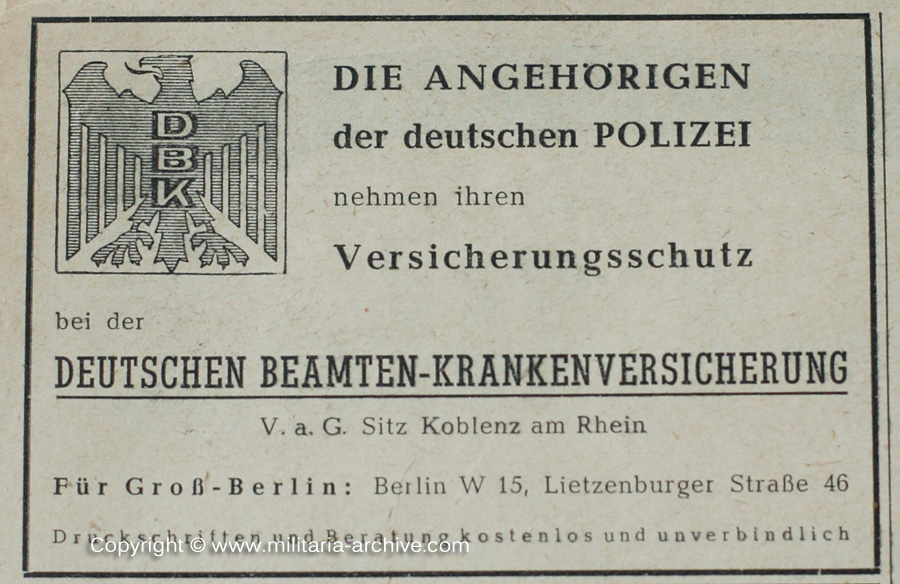 DBK
DIE ANGEHÖRIGEN
der deutschen POLIZEI
nehmen ihren
Versicherungsschutz
bei der
DEUTSCHEN BEAMTEN-KRANKENVERSICHERUNG
V. a. G. Sitz Koblenz am Rhein
Für Groß-Berlin: Berlin W 15, Lietzenburger Straße 46
Druckschriften und Beratung kostenlos und unverbindlich
Copyright © www.militaria-archive.com